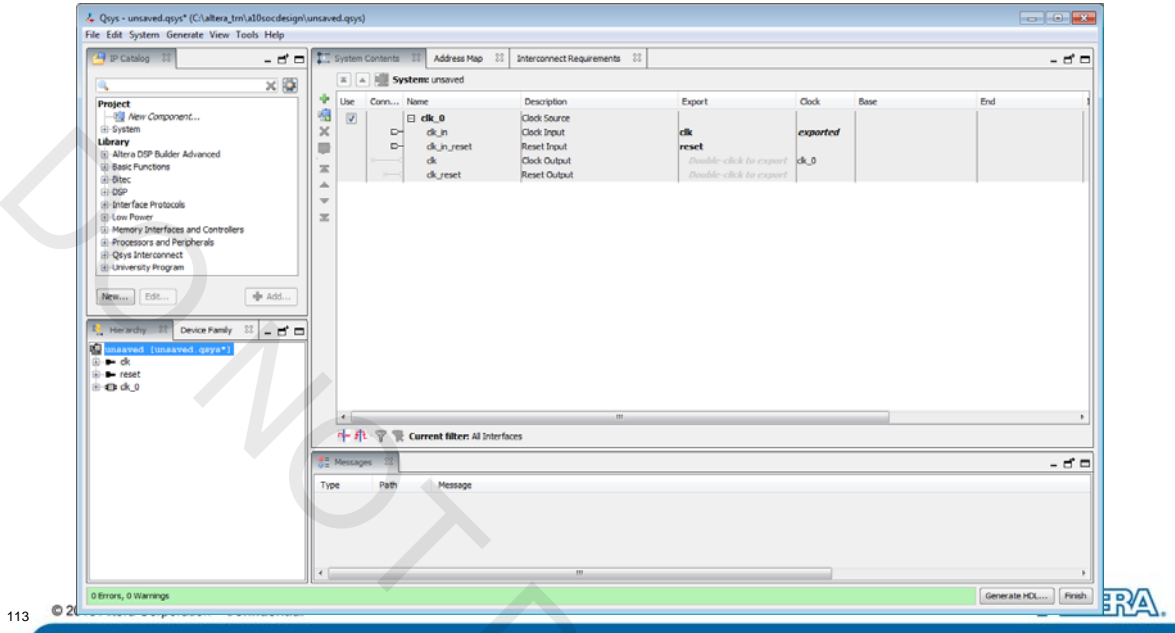 Qsys - unsaved.qsys* (C:\altera_trn\a10socdesign\unsaved.qsys)
File Edit System Generate View Tools Help
IP Catalog
Project
New Component...
System
Library
Altera DSP Builder Advanced
Basic Functions
Bitec
DSP
Interface Protocols
Low Power
Memory Interfaces and Controllers
Processors and Peripherals
Qsys Interconnect
University Program
New... Edit... Add...
Hierarchy Device Family
unsaved [unsaved.qsys*]
clk
reset
clk_0
System Contents Address Map Interconnect Requirements
System: unsaved
Use Conn... Name Description Export Clock Base End
clk_0 Clock Source
clk_in Clock Input clk exported
clk_in_reset Reset Input reset
clk Clock Output Double-click to export clk_0
clk_reset Reset Output Double-click to export
Current filter: All Interfaces
Messages
Type Path Message
0 Errors, 0 Warnings Generate HDL... Finish
113
DO NOT